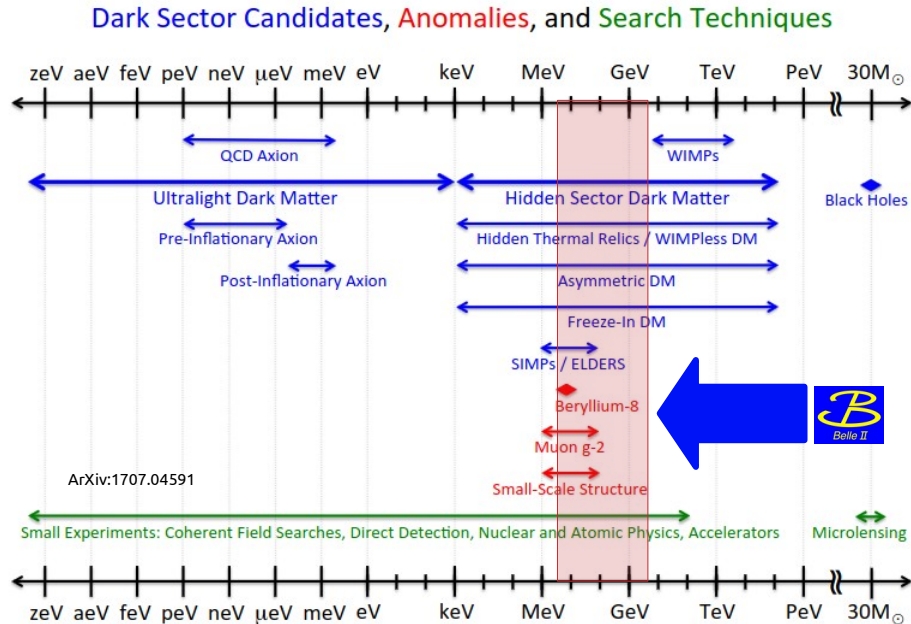 Dark Sector Candidates, Anomalies, and Search Techniques
zeV aeV feV peV neV μeV meV eV keV MeV GeV TeV PeV 30M☉
QCD Axion WIMPs
Ultralight Dark Matter Hidden Sector Dark Matter Black Holes
Pre-Inflationary Axion Hidden Thermal Relics / WIMPless DM
Post-Inflationary Axion Asymmetric DM
Freeze-In DM
SIMPs / ELDERS
Beryllium-8
Belle II
Muon g-2
ArXiv:1707.04591
Small-Scale Structure
Small Experiments: Coherent Field Searches, Direct Detection, Nuclear and Atomic Physics, Accelerators Microlensing
zeV aeV feV peV neV μeV meV eV keV MeV GeV TeV PeV 30M☉